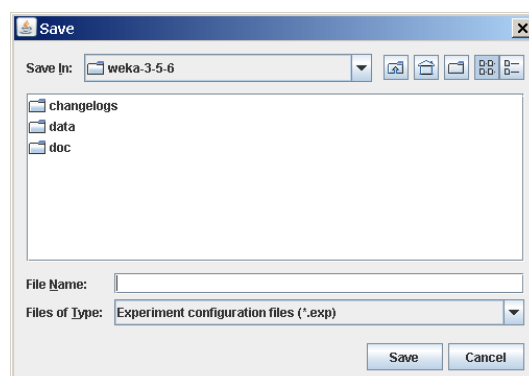 Save
Save In: weka-3-5-6
changelogs
data
doc
File Name:
Files of Type: Experiment configuration files (*.exp)
Save Cancel